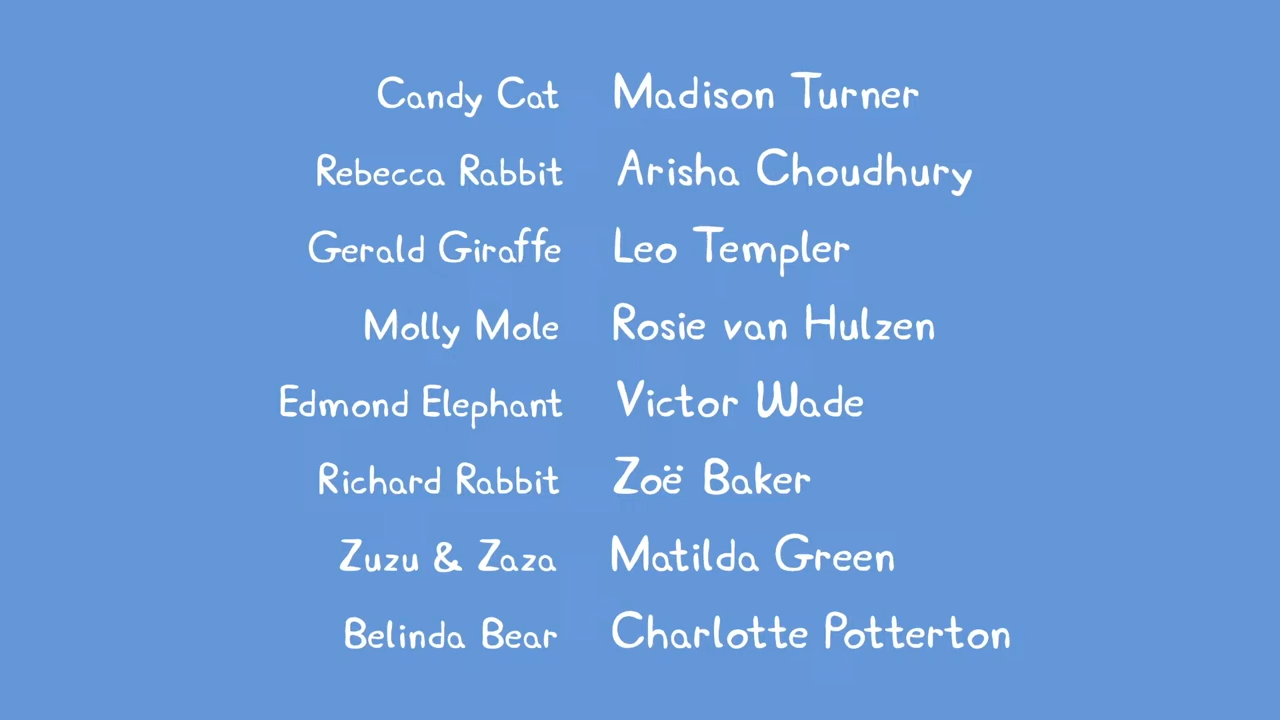 Candy Cat Madison Turner
Rebecca Rabbit Arisha Choudhury
Gerald Giraffe Leo Templer
Molly Mole Rosie van Hulzen
Edmond Elephant Victor Wade
Richard Rabbit Zoë Baker
Zuzu & Zaza Matilda Green
Belinda Bear Charlotte Potterton